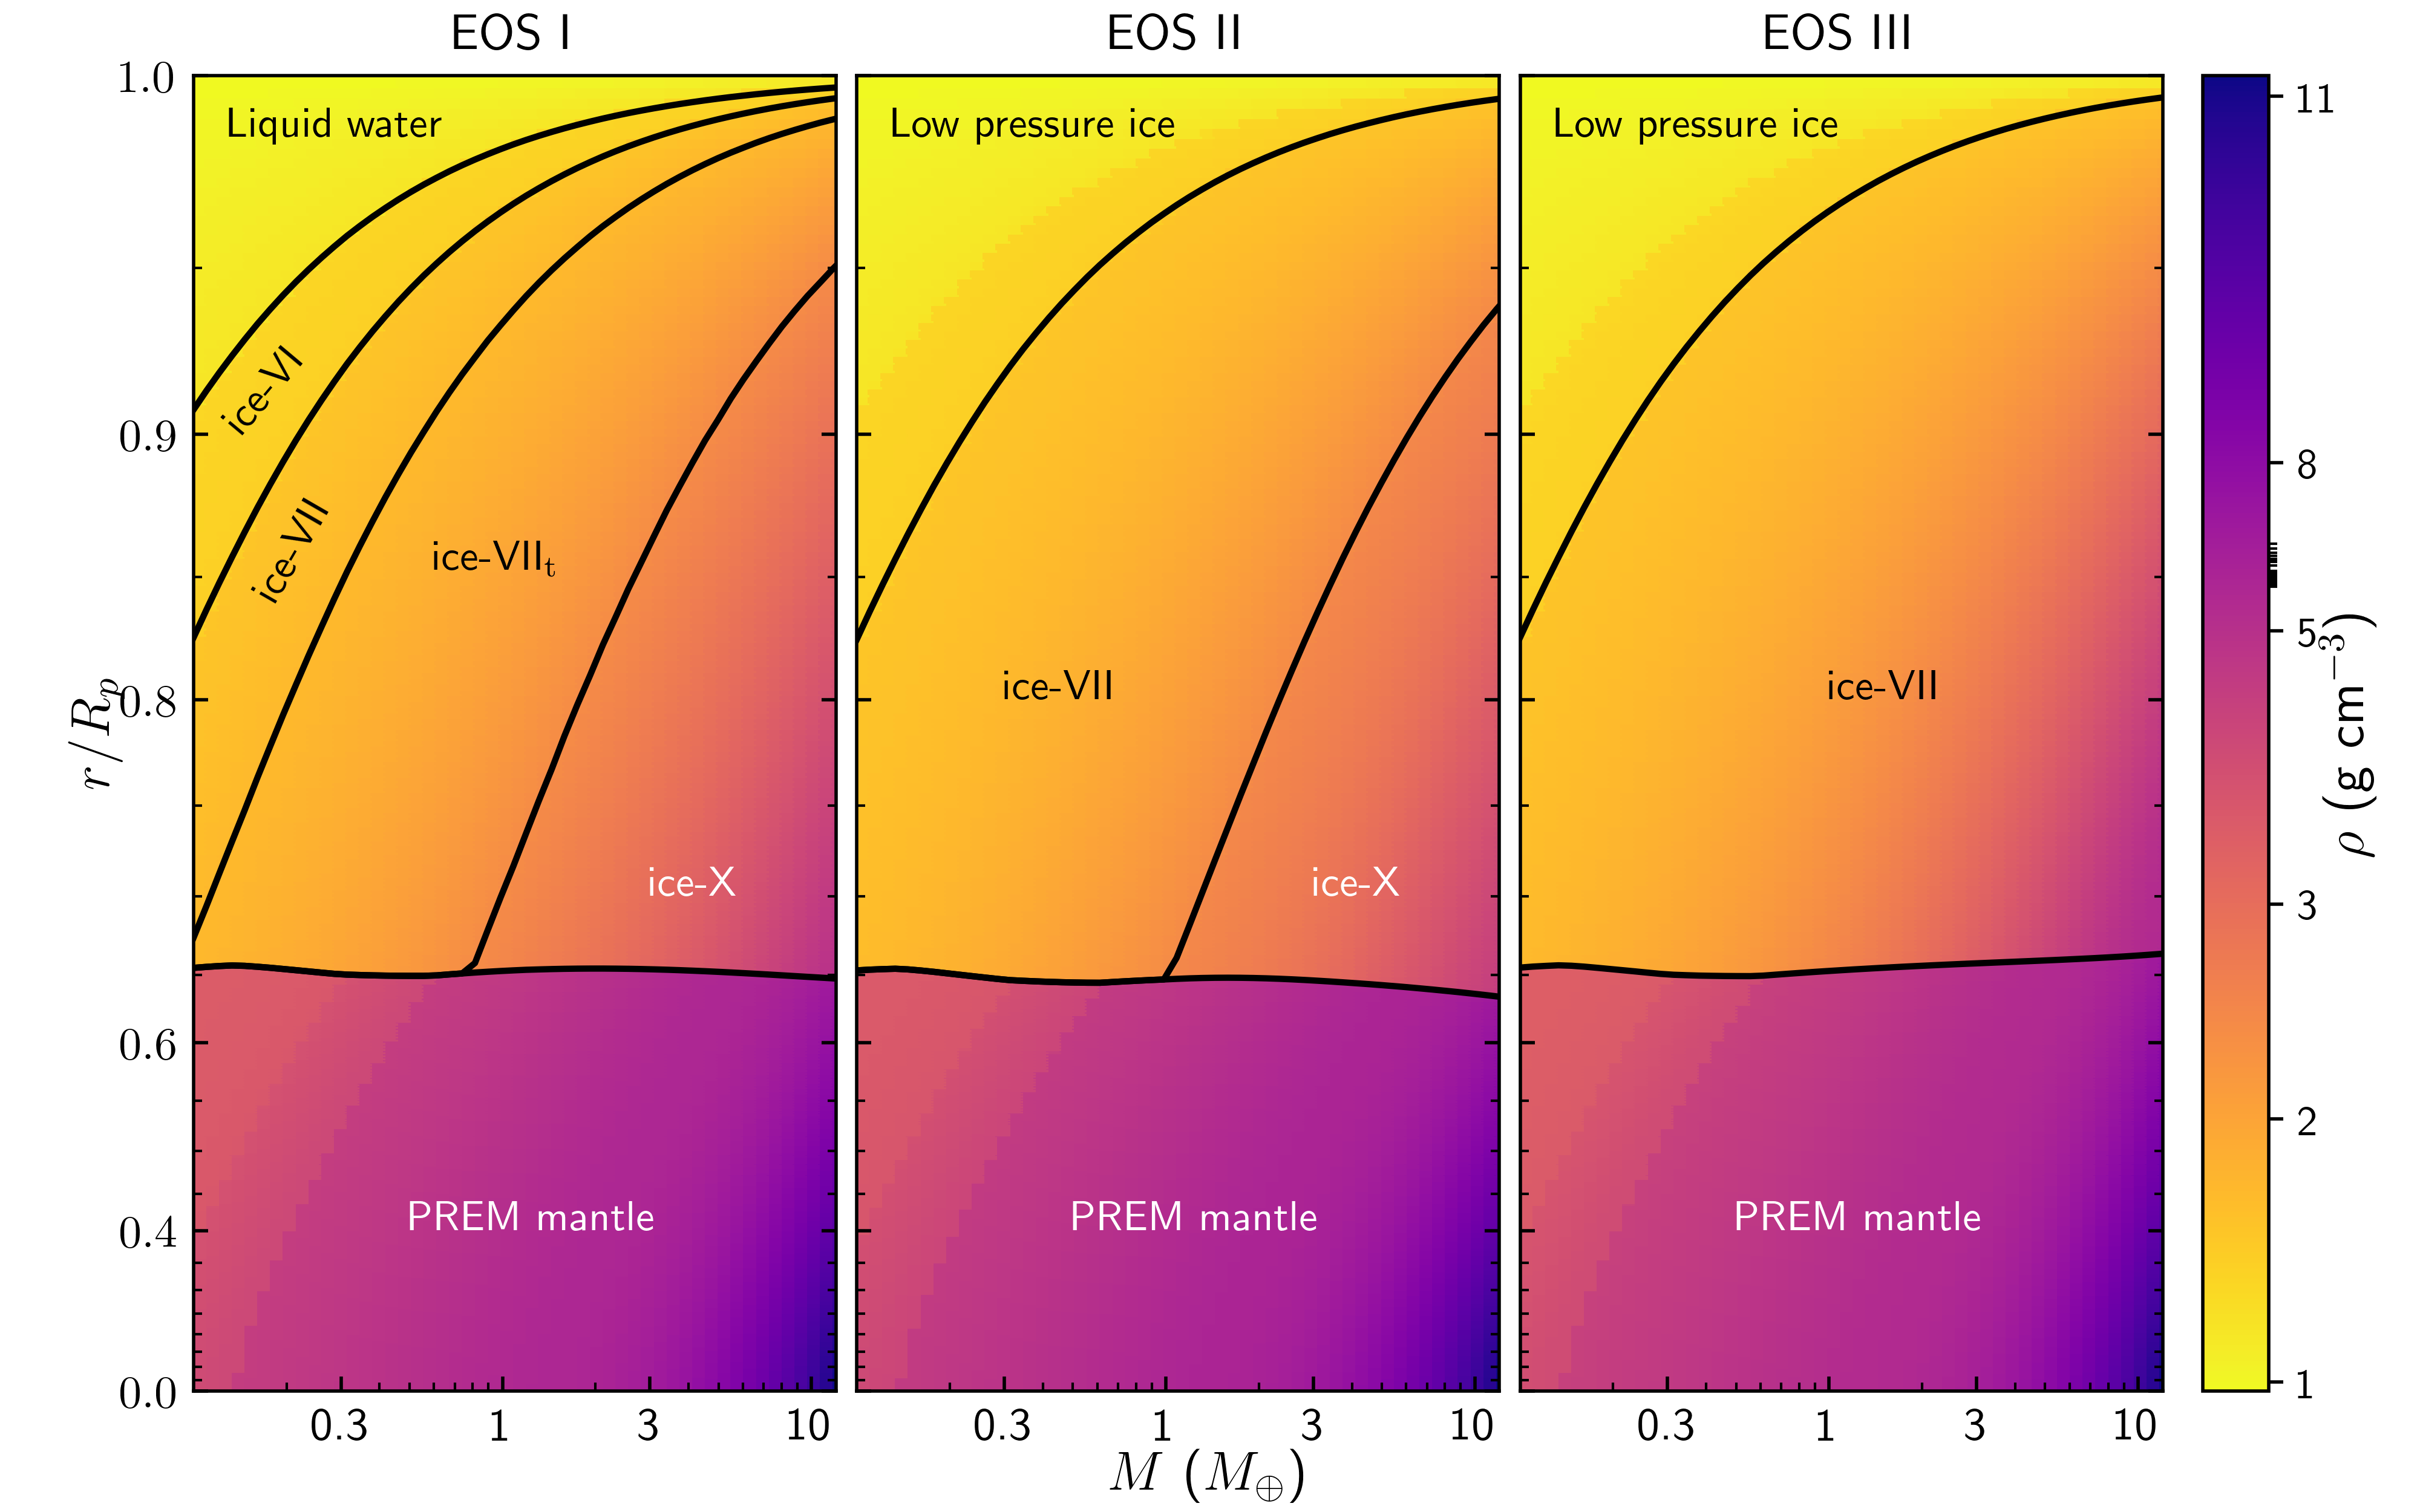 EOS I
EOS II
EOS III
1.0
0.9
0.8
0.6
0.4
0.0
r/R_p
Liquid water
ice-VI
ice-VII
ice-VII_t
ice-X
PREM mantle
0.3 1 3 10
Low pressure ice
ice-VII
ice-X
PREM mantle
0.3 1 3 10
Low pressure ice
ice-VII
PREM mantle
0.3 1 3 10
M (M_⊕)
11
8
5
3
2
1
ρ (g cm⁻³)